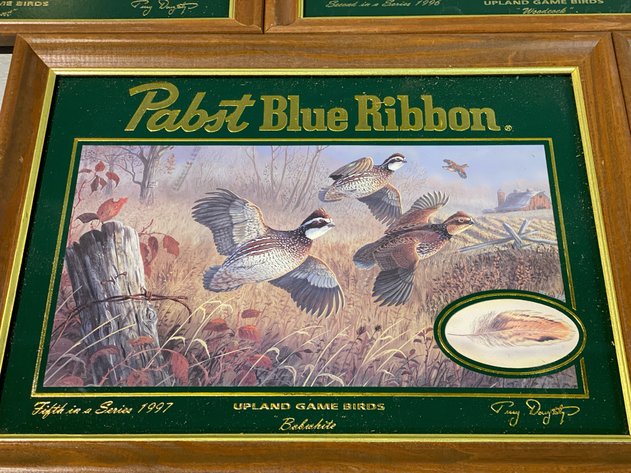 Second in a Series 1996
UPLAND GAME BIRDS
Woodcock
Pabst Blue Ribbon®
Fifth in a Series 1997
UPLAND GAME BIRDS
Bobwhite